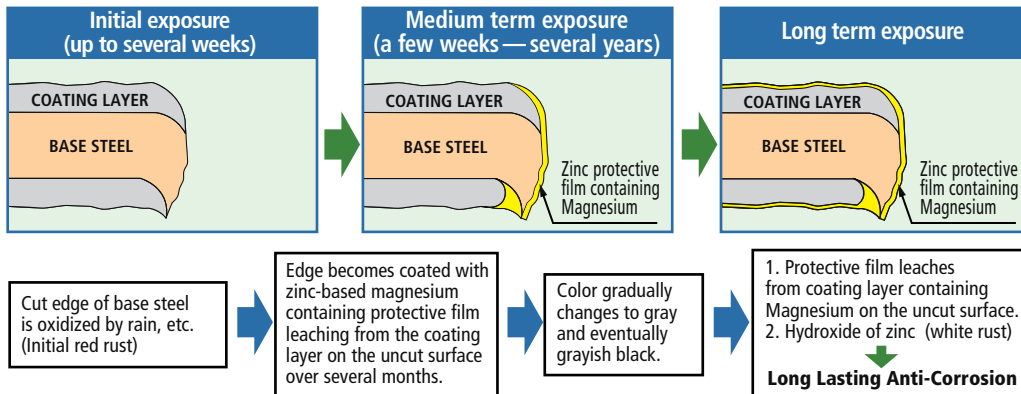 Initial exposure
(up to several weeks)
Medium term exposure
(a few weeks — several years)
Long term exposure
COATING LAYER
BASE STEEL
COATING LAYER
BASE STEEL
Zinc protective
film containing
Magnesium
COATING LAYER
BASE STEEL
Zinc protective
film containing
Magnesium
Cut edge of base steel
is oxidized by rain, etc.
(Initial red rust)
Edge becomes coated with
zinc-based magnesium
containing protective film
leaching from the coating
layer on the uncut surface
over several months.
Color gradually
changes to gray
and eventually
grayish black.
1. Protective film leaches
from coating layer containing
Magnesium on the uncut surface.
2. Hydroxide of zinc (white rust)
Long Lasting Anti-Corrosion